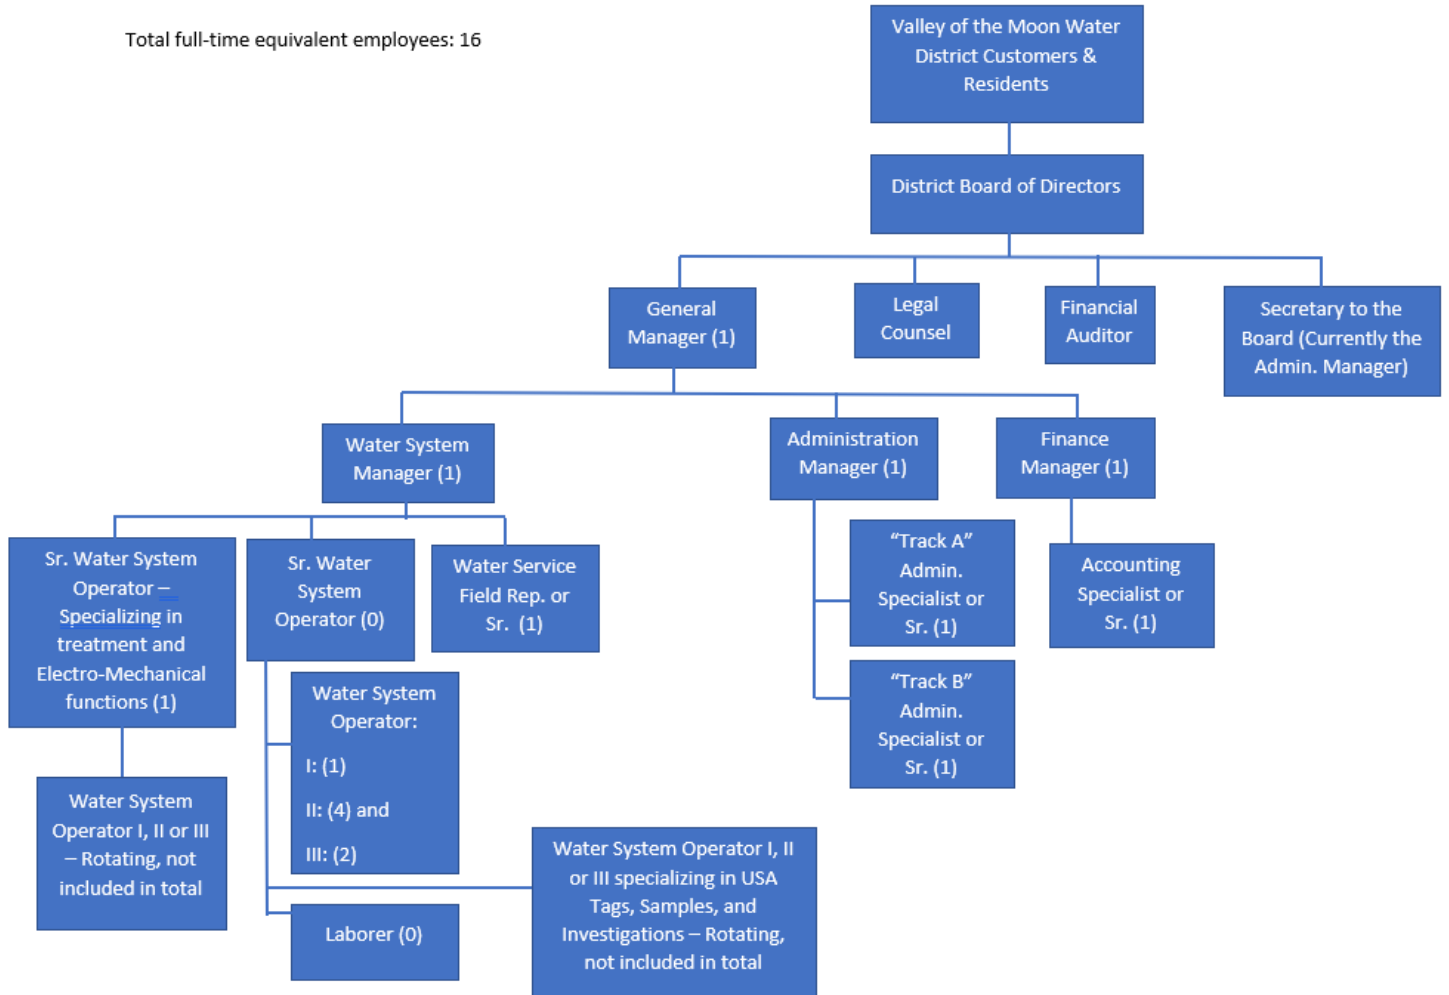 Total full-time equivalent employees: 16
Valley of the Moon Water
District Customers &
Residents
District Board of Directors
General
Manager (1)
Legal
Counsel
Financial
Auditor
Secretary to the
Board (Currently the
Admin. Manager)
Water System
Manager (1)
Administration
Manager (1)
Finance
Manager (1)
Sr. Water System
Operator –
Specializing in
treatment and
Electro-Mechanical
functions (1)
Sr. Water
System
Operator (0)
Water Service
Field Rep. or
Sr. (1)
“Track A”
Admin.
Specialist or
Sr. (1)
Accounting
Specialist or
Sr. (1)
“Track B”
Admin.
Specialist or
Sr. (1)
Water System
Operator:
I: (1)
II: (4) and
III: (2)
Water System
Operator I, II or III
– Rotating, not
included in total
Water System Operator I, II
or III specializing in USA
Tags, Samples, and
Investigations – Rotating,
not included in total
Laborer (0)